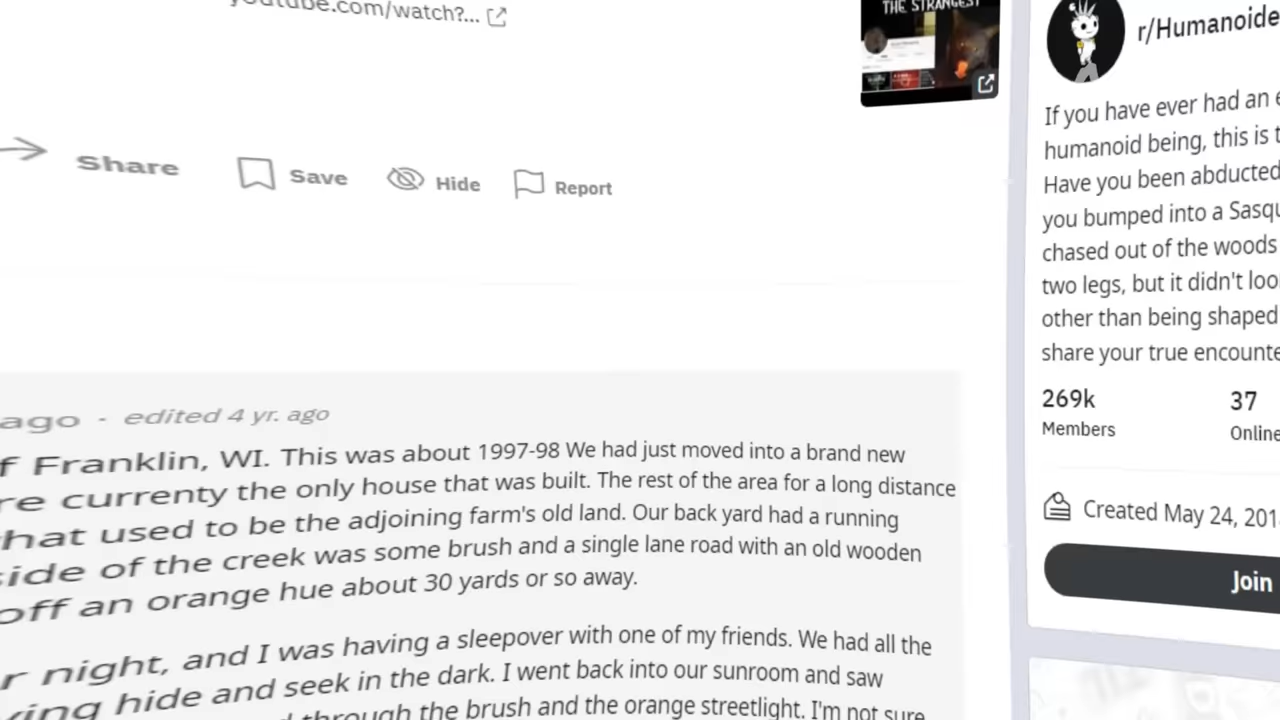 youtube.com/watch?...
THE STRANGEST
Share
Save
Hide
Report
r/Humanoide
If you have ever had an e
humanoid being, this is t
Have you been abducted
you bumped into a Sasqu
chased out of the woods
two legs, but it didn't loo
other than being shaped
share your true encounte
269k
37
Members
Online
Created May 24, 201
Join
ago - edited 4 yr. ago
f Franklin, WI. This was about 1997-98 We had just moved into a brand new
re currenty the only house that was built. The rest of the area for a long distance
hat used to be the adjoining farm's old land. Our back yard had a running
side of the creek was some brush and a single lane road with an old wooden
off an orange hue about 30 yards or so away.
r night, and I was having a sleepover with one of my friends. We had all the
ying hide and seek in the dark. I went back into our sunroom and saw
through the brush and the orange streetlight. I'm not sure